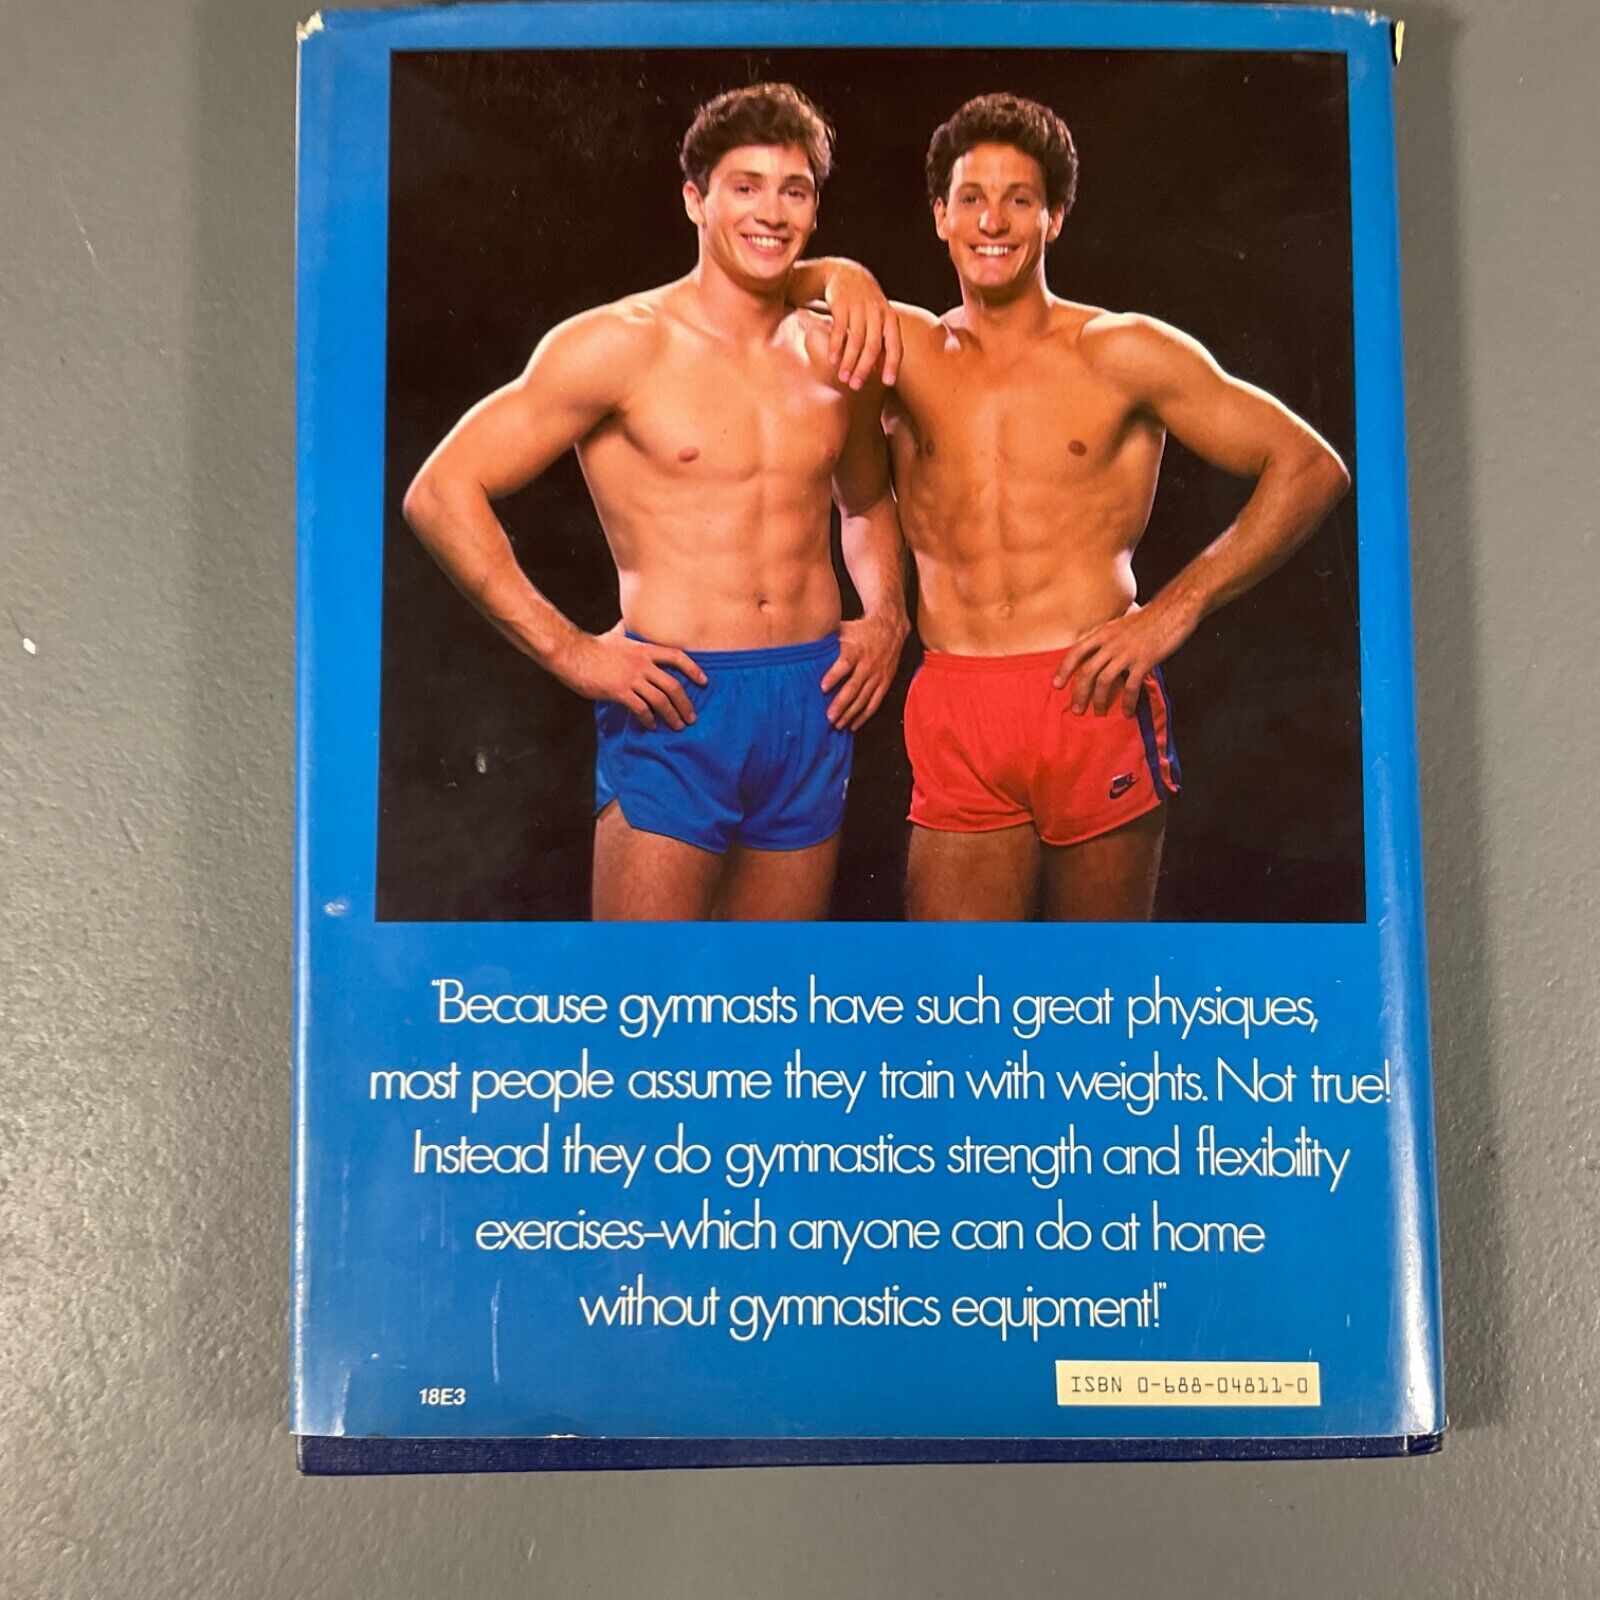 NIKE
"Because gymnasts have such great physiques,
most people assume they train with weights. Not true!
Instead they do gymnastics strength and flexibility
exercises–which anyone can do at home
without gymnastics equipment!"
18E3
ISBN 0-688-04811-0